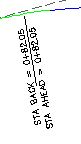 STA BACK = 0+82.05
STA AHEAD = 0+82.05